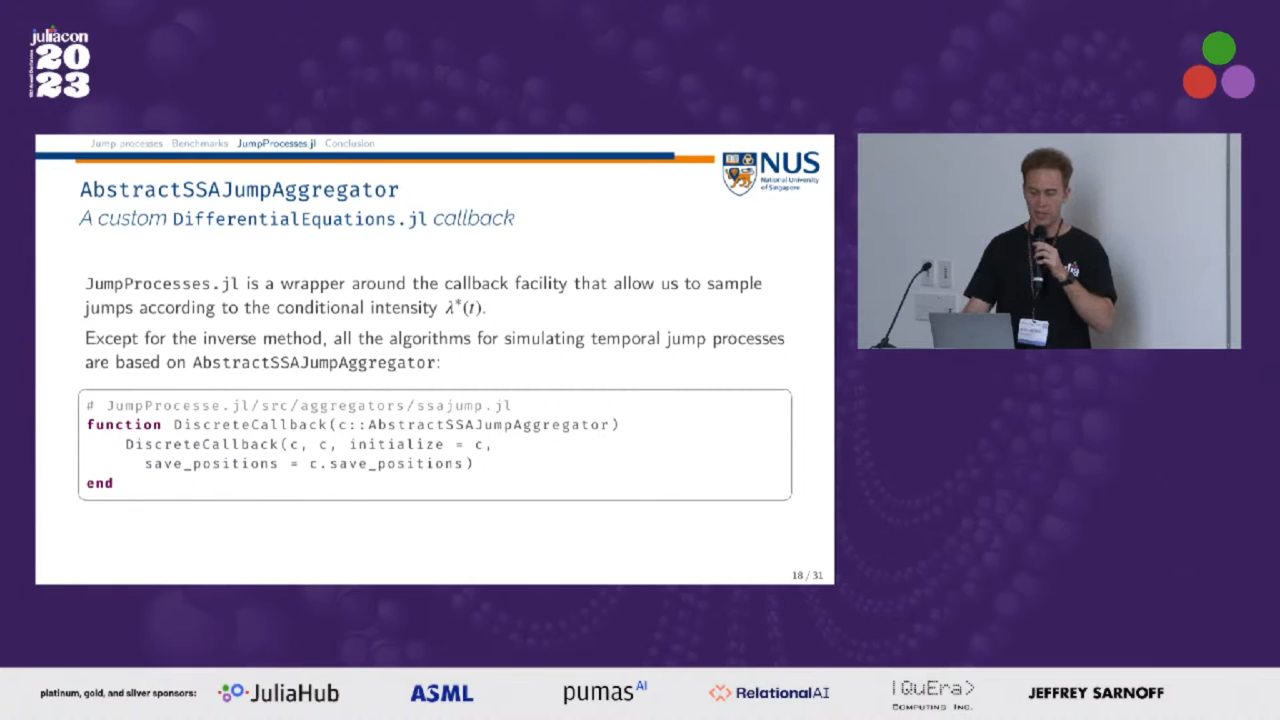 juliacon
20
23
Jump processes Benchmarks JumpProcesses.jl Conclusion
NUS
National University
of Singapore
AbstractSSAJumpAggregator
A custom DifferentialEquations.jl callback
JumpProcesses.jl is a wrapper around the callback facility that allow us to sample
jumps according to the conditional intensity λ*(t).
Except for the inverse method, all the algorithms for simulating temporal jump processes
are based on AbstractSSAJumpAggregator:
# JumpProcesse.jl/src/aggregators/ssajump.jl
function DiscreteCallback(c::AbstractSSAJumpAggregator)
DiscreteCallback(c, c, initialize = c,
save_positions = c.save_positions)
end
18 / 31
platinum, gold, and silver sponsors: JuliaHub ASML pumasAI RelationalAI |QuEra> JEFFREY SARNOFF
COMPUTING INC.